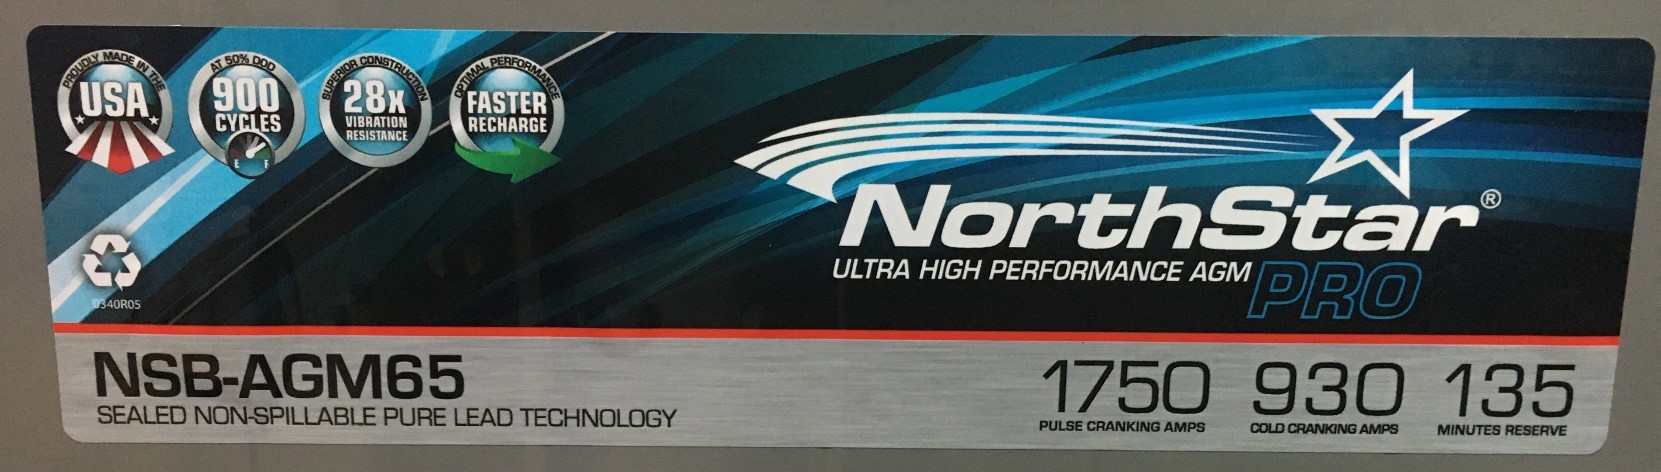 PROUDLY MADE IN THE
USA
AT 50% DOD
900
CYCLES
E F
SUPERIOR CONSTRUCTION
28x
VIBRATION
RESISTANCE
OPTIMAL PERFORMANCE
FASTER
RECHARGE
NorthStar®
ULTRA HIGH PERFORMANCE AGM PRO
0340R05
NSB-AGM65
SEALED NON-SPILLABLE PURE LEAD TECHNOLOGY
1750
PULSE CRANKING AMPS
930
COLD CRANKING AMPS
135
MINUTES RESERVE